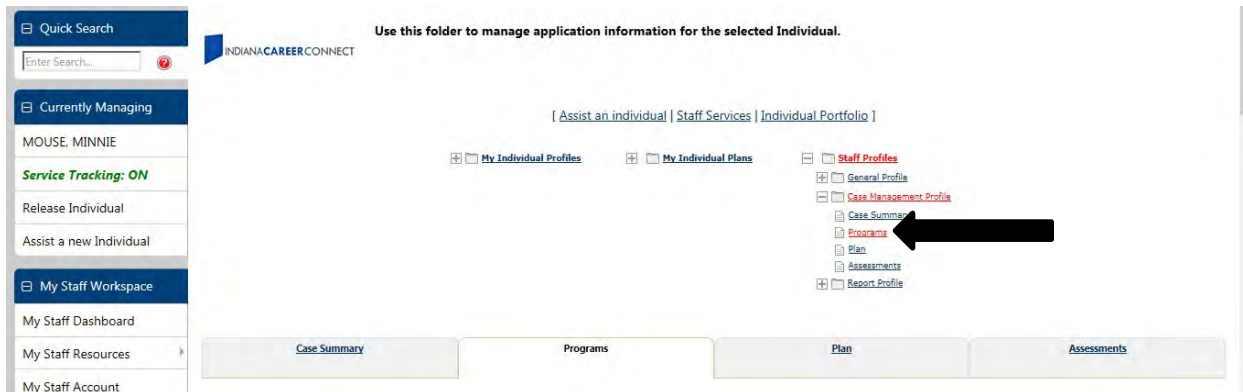 Quick Search
Enter Search...
Currently Managing
MOUSE, MINNIE
Service Tracking: ON
Release Individual
Assist a new Individual
My Staff Workspace
My Staff Dashboard
My Staff Resources
My Staff Account
Use this folder to manage application information for the selected Individual.
INDIANACAREERCONNECT
[ Assist an individual | Staff Services | Individual Portfolio ]
My Individual Profiles
My Individual Plans
Staff Profiles
General Profile
Case Management Profile
Case Summary
Programs
Plan
Assessments
Report Profile
Case Summary Programs Plan Assessments